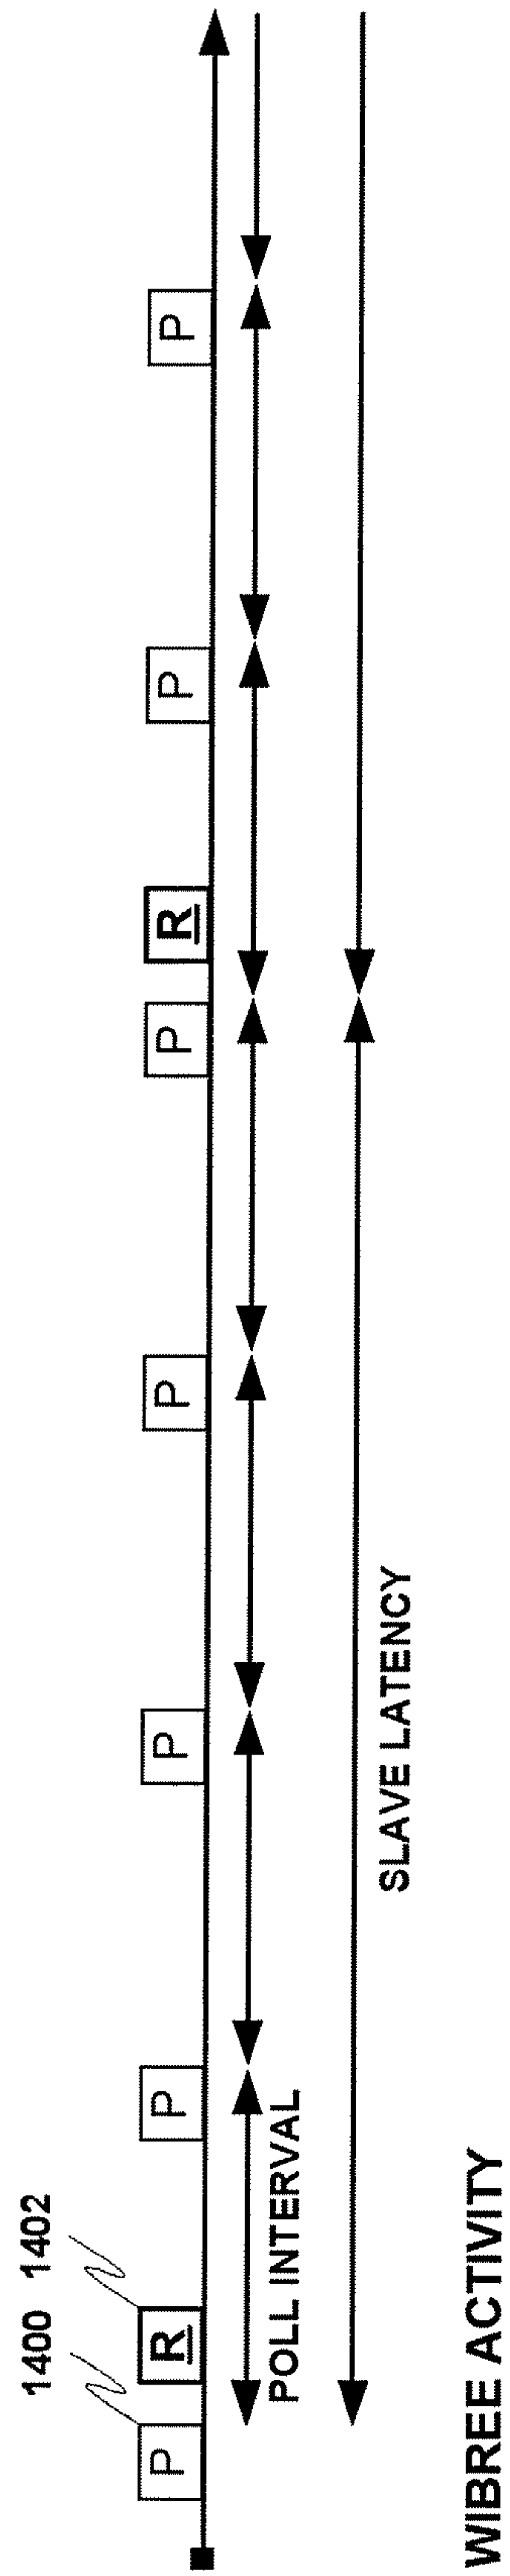 1400 1402
P R P P P P R P P
POLL INTERVAL
SLAVE LATENCY
WIBREE ACTIVITY